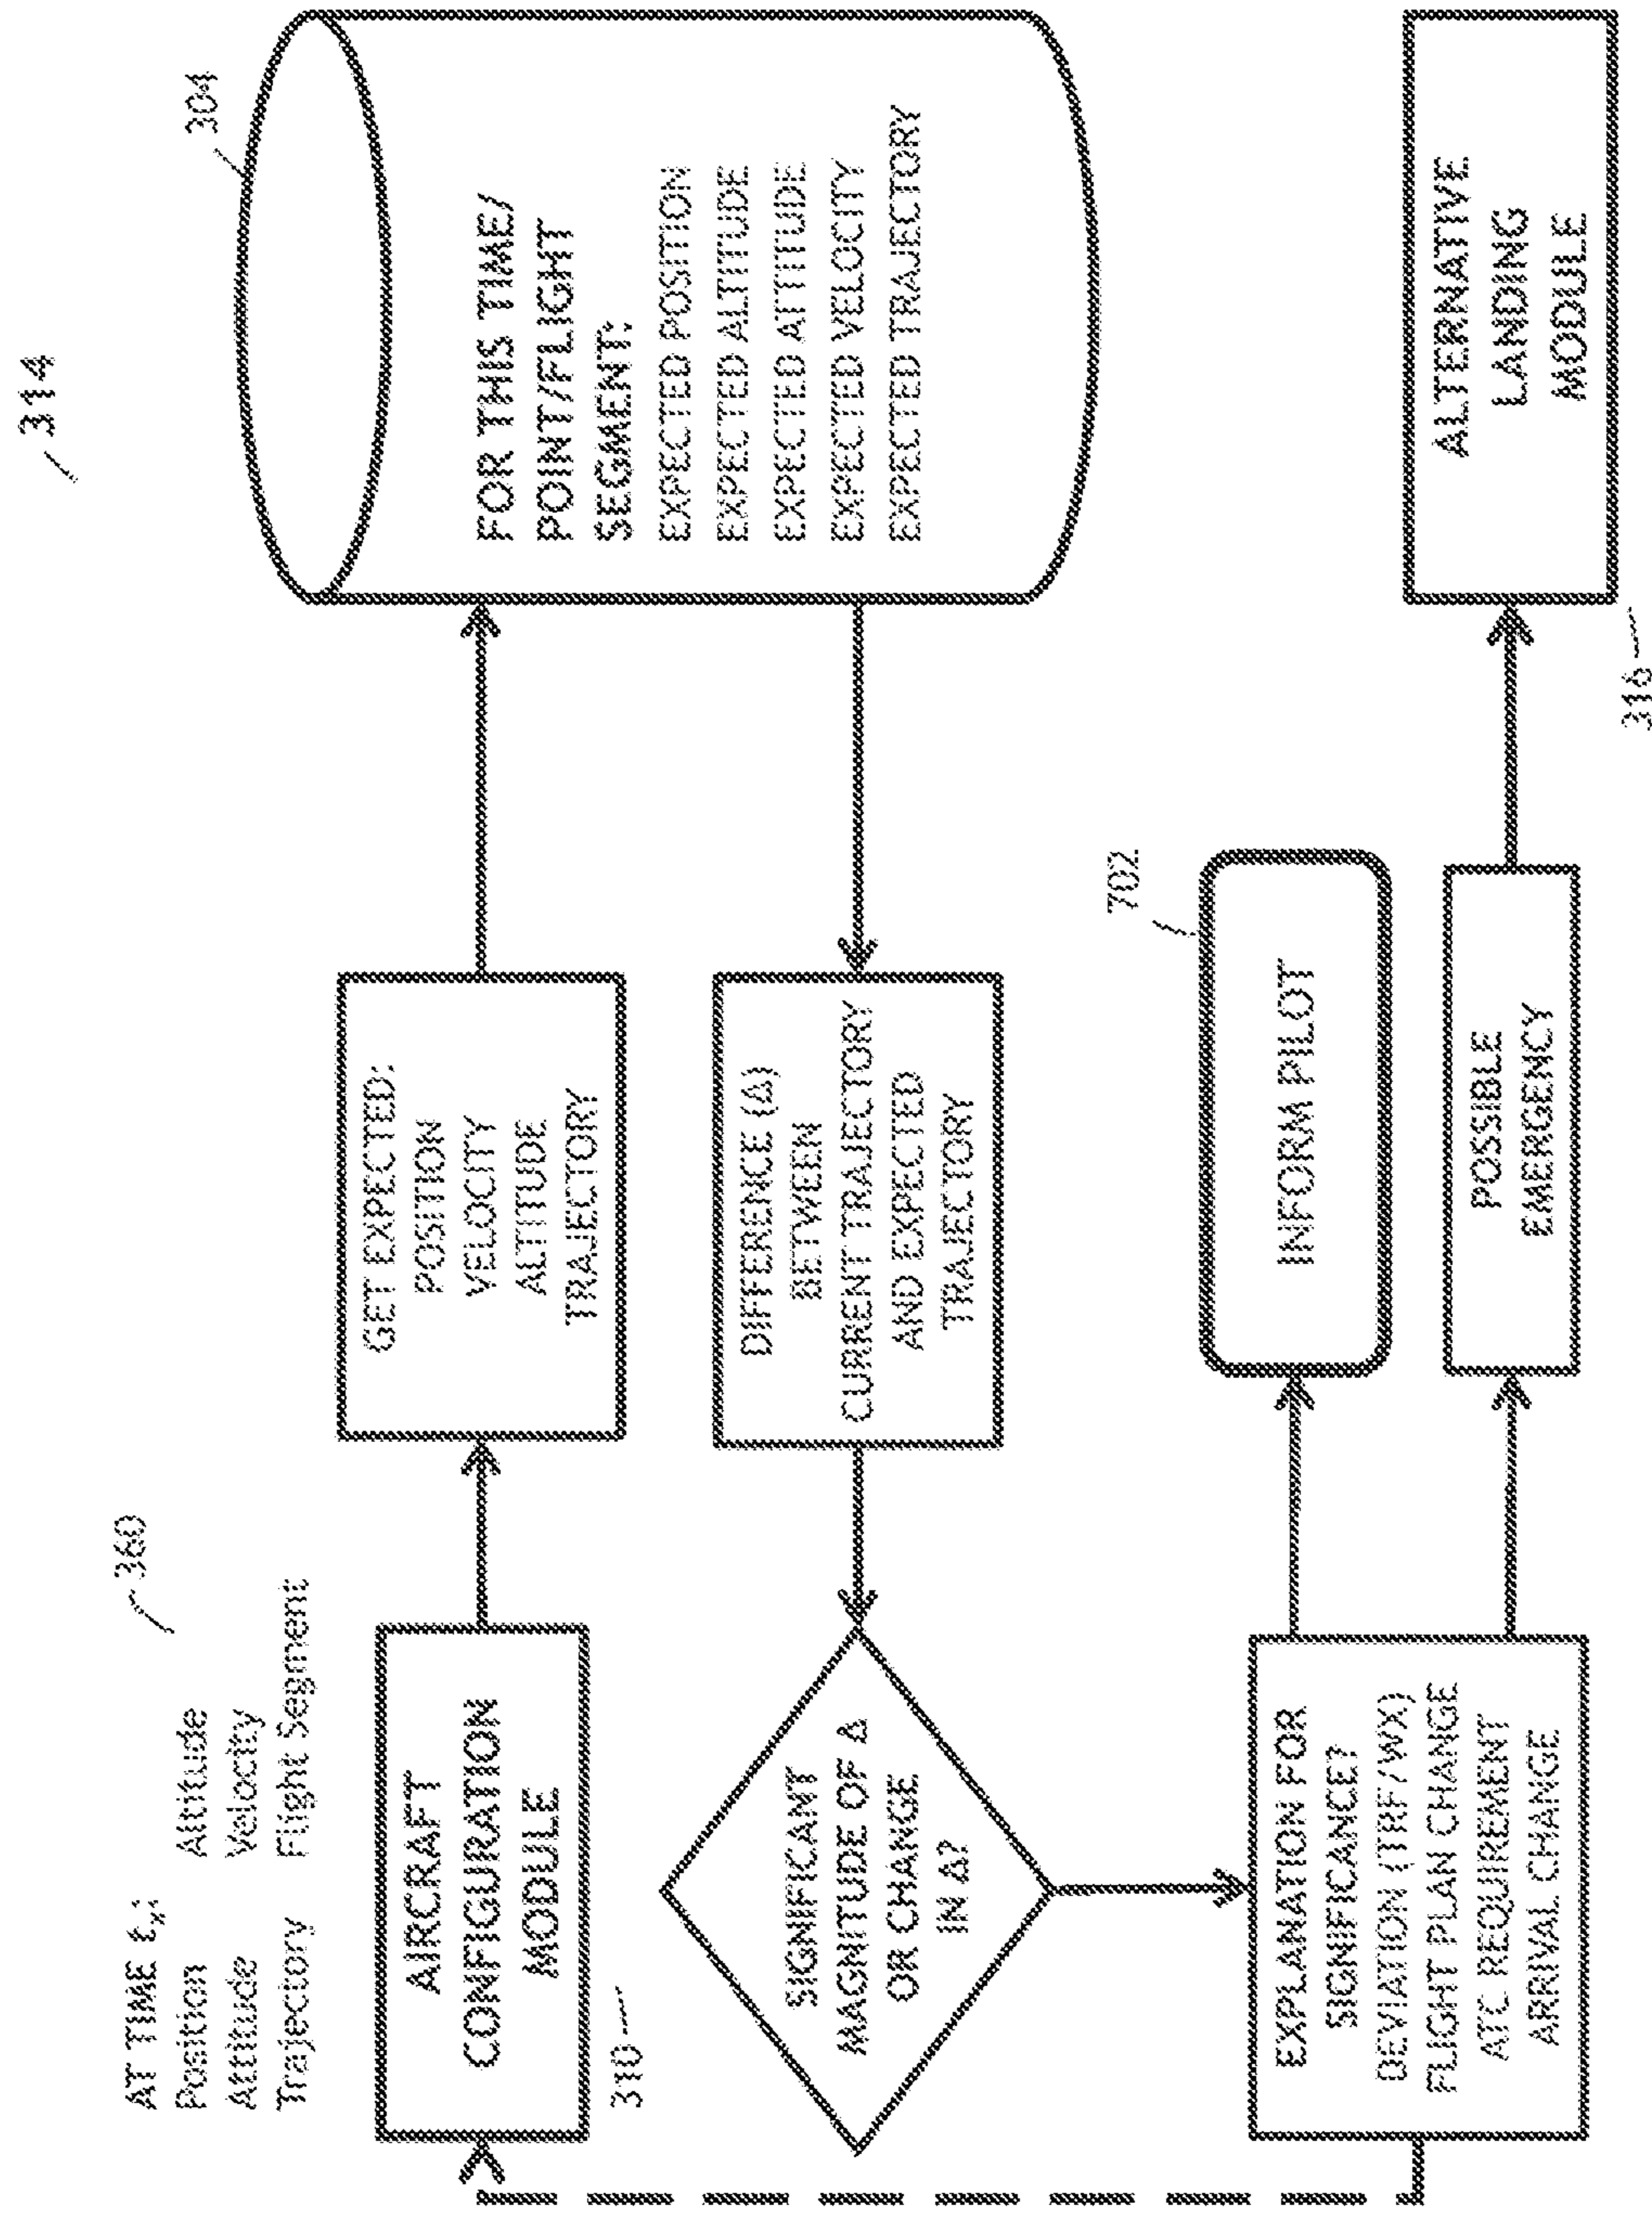 314
AT TIME tx:
Position Altitude
Attitude Velocity
Trajectory Flight Segment
360
AIRCRAFT
CONFIGURATION
MODULE
310
GET EXPECTED:
POSITION
VELOCITY
ALTITUDE
TRAJECTORY
304
FOR THIS TIME/
POINT/FLIGHT
SEGMENT:
EXPECTED POSITION
EXPECTED ALTITUDE
EXPECTED ATTITUDE
EXPECTED VELOCITY
EXPECTED TRAJECTORY
DIFFERENCE (Δ)
BETWEEN
CURRENT TRAJECTORY
AND EXPECTED
TRAJECTORY
SIGNIFICANT
MAGNITUDE OF Δ
OR CHANGE
IN Δ?
EXPLANATION FOR
SIGNIFICANCE?
DEVIATION (TRF/WX)
FLIGHT PLAN CHANGE
ATC REQUIREMENT
ARRIVAL CHANGE
702
INFORM PILOT
POSSIBLE
EMERGENCY
ALTERNATIVE
LANDING
MODULE
316